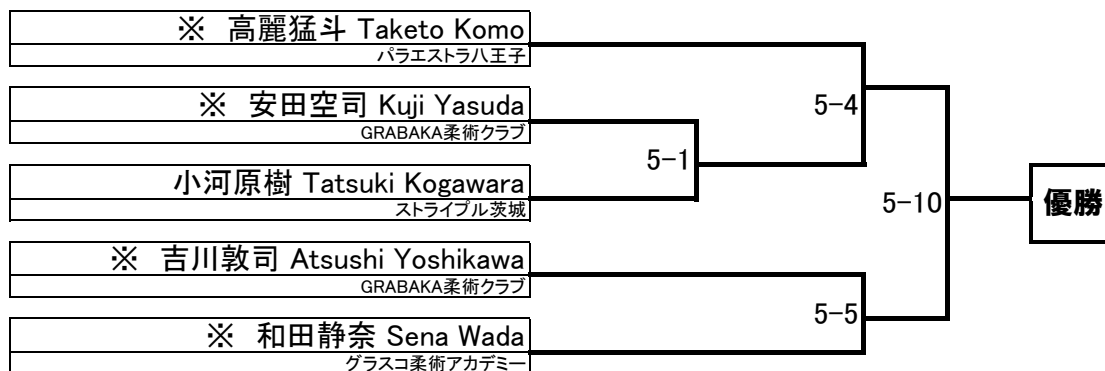 ※ 高麗猛斗 Taketo Komo
パラエストラ八王子
※ 安田空司 Kuji Yasuda
GRABAKA柔術クラブ
小河原樹 Tatsuki Kogawara
ストライプル茨城
※ 吉川敦司 Atsushi Yoshikawa
GRABAKA柔術クラブ
※ 和田静奈 Sena Wada
グラスコ柔術アカデミー
5-4
5-1
5-10
5-5
優勝